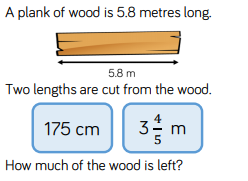 A plank of wood is 5.8 metres long.
5.8 m
Two lengths are cut from the wood.
175 cm
3 4/5 m
How much of the wood is left?